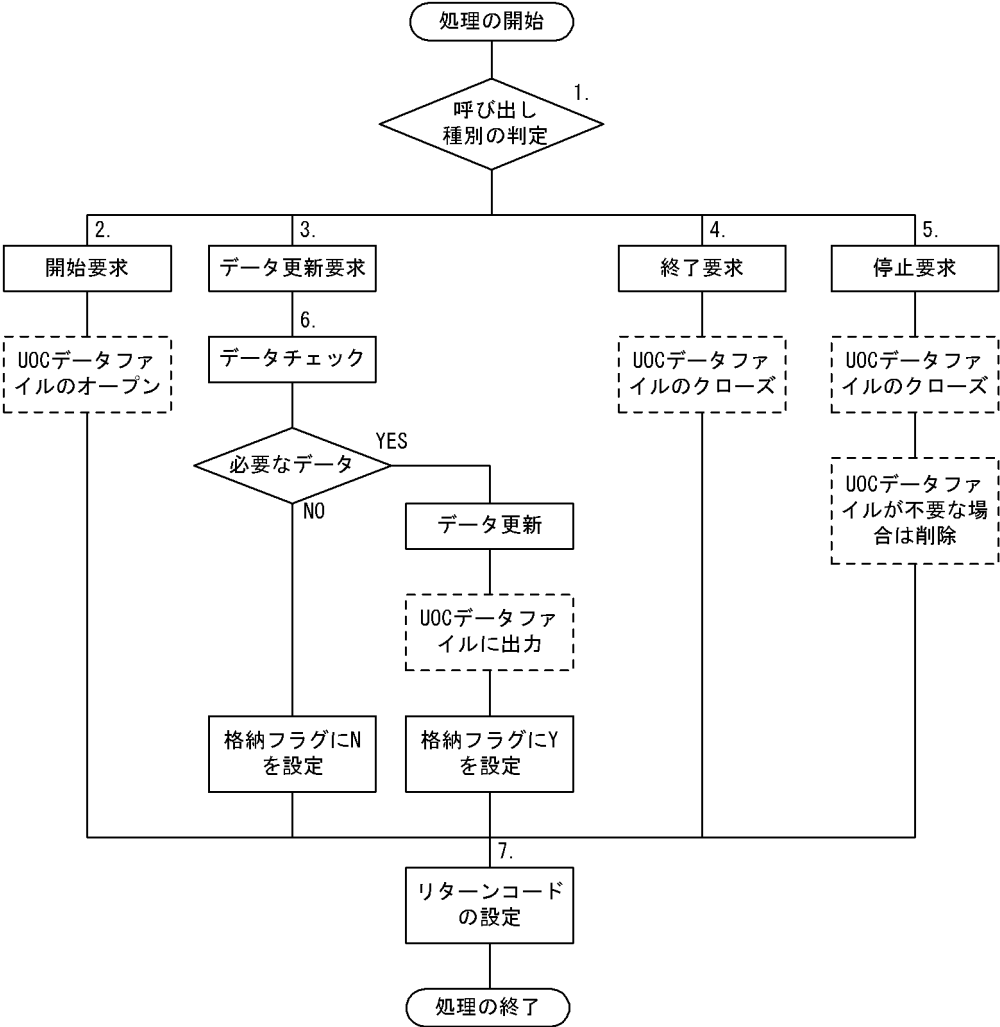 処理の開始
1.
呼び出し
種別の判定
2.
3.
4.
5.
開始要求
データ更新要求
終了要求
停止要求
6.
UOCデータファ
イルのオープン
データチェック
UOCデータファ
イルのクローズ
UOCデータファ
イルのクローズ
YES
必要なデータ
NO
UOCデータファ
イルが不要な場
合は削除
データ更新
UOCデータファ
イルに出力
格納フラグにN
を設定
格納フラグにY
を設定
7.
リターンコード
の設定
処理の終了